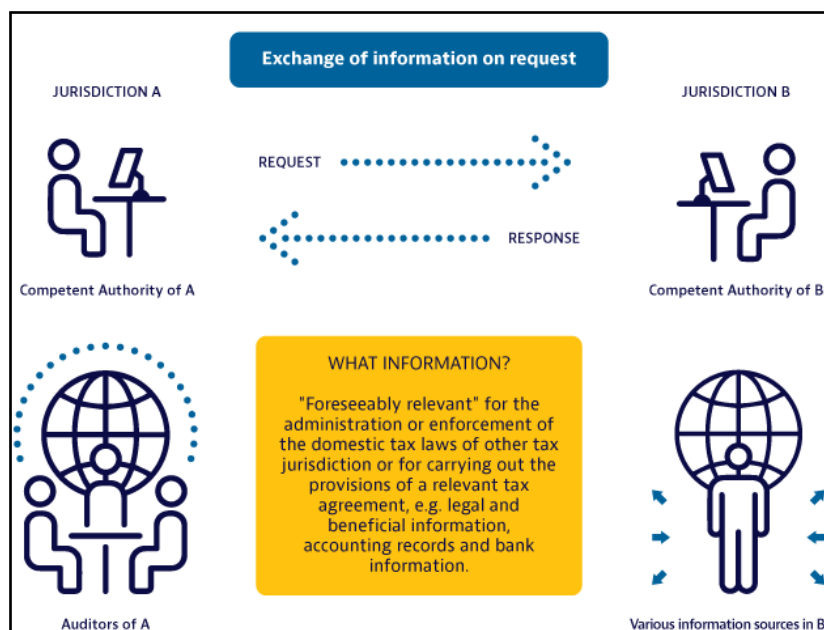 Exchange of information on request
JURISDICTION A
JURISDICTION B
REQUEST
RESPONSE
Competent Authority of A
Competent Authority of B
WHAT INFORMATION?
"Foreseeably relevant" for the
administration or enforcement of
the domestic tax laws of other tax
jurisdiction or for carrying out the
provisions of a relevant tax
agreement, e.g. legal and
beneficial information,
accounting records and bank
information.
Auditors of A
Various information sources in B